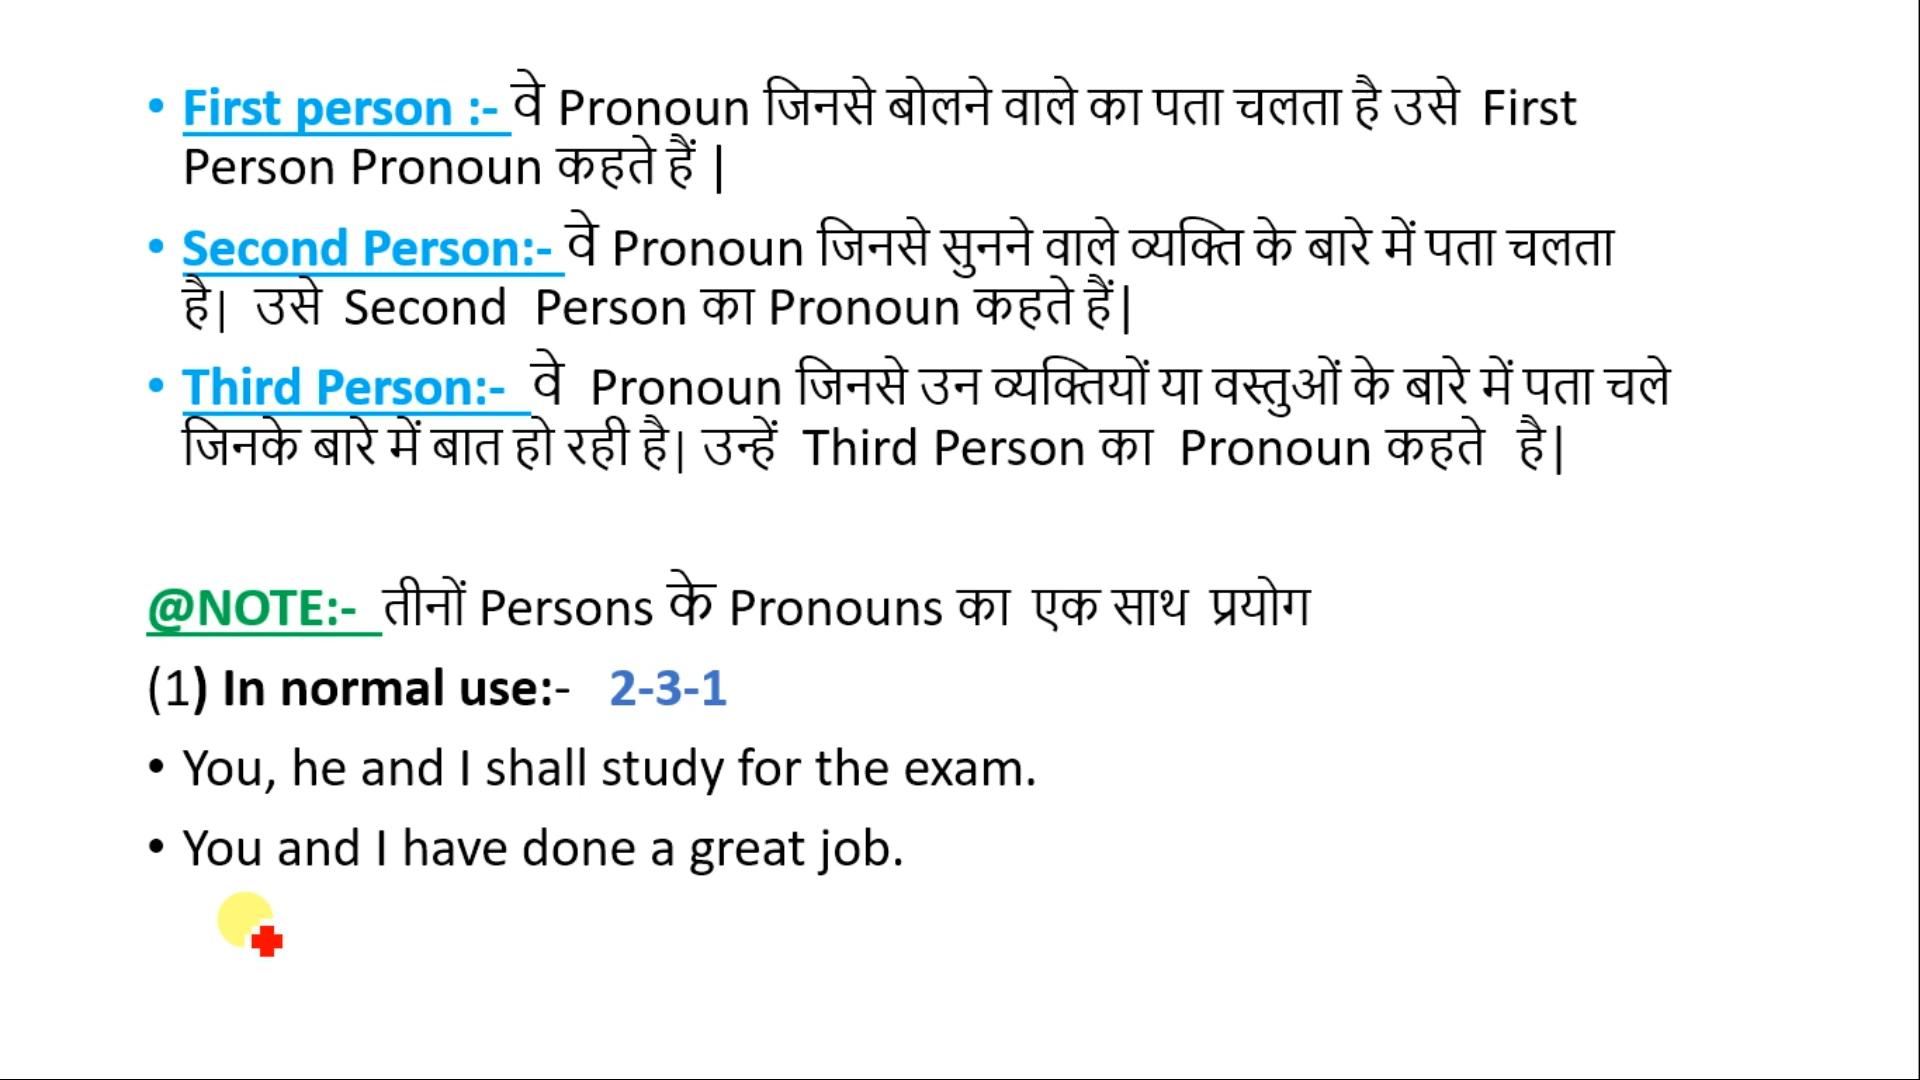 • First person :- वे Pronoun जिनसे बोलने वाले का पता चलता है उसे First
Person Pronoun कहते हैं |
• Second Person:- वे Pronoun जिनसे सुनने वाले व्यक्ति के बारे में पता चलता
है| उसे Second Person का Pronoun कहते हैं|
• Third Person:- वे Pronoun जिनसे उन व्यक्तियों या वस्तुओं के बारे में पता चले
जिनके बारे में बात हो रही है| उन्हें Third Person का Pronoun कहते है|
@NOTE:- तीनों Persons के Pronouns का एक साथ प्रयोग
(1) In normal use:- 2-3-1
• You, he and I shall study for the exam.
• You and I have done a great job.